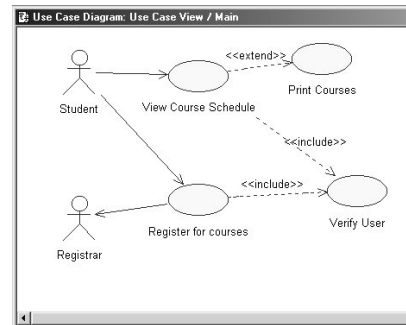 Use Case Diagram: Use Case View / Main
<<extend>>
Student
View Course Schedule
Print Courses
<<include>>
<<include>>
Register for courses
Verify User
Registrar